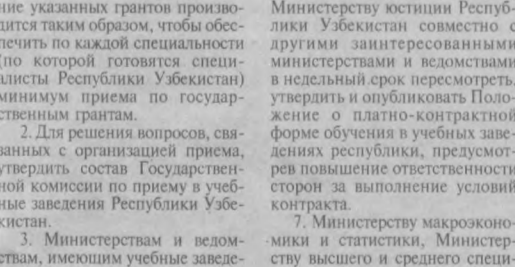 ние указанных грантов произво-
дится таким образом, чтобы обес-
печить по каждой специальности
(по которой готовятся специ-
алисты Республики Узбекистан)
минимум приема по государ-
ственным грантам.
2. Для решения вопросов, свя-
занных с организацией приема,
утвердить состав Государствен-
ной комиссии по приему в учеб-
ные заведения Республики Узбе-
кистан.
3. Министерствам и ведом-
ствам, имеющим учебные заведе-
Министерству юстиции Респуб-
лики Узбекистан совместно с
другими заинтересованными
министерствами и ведомствами
в недельный срок пересмотреть,
утвердить и опубликовать Поло-
жение о платно-контрактной
форме обучения в учебных заве-
дениях республики, предусмот-
рев повышение ответственности
сторон за выполнение условий
контракта.
7. Министерству макроэконо-
мики и статистики, Министер-
ству высшего и среднего специ-